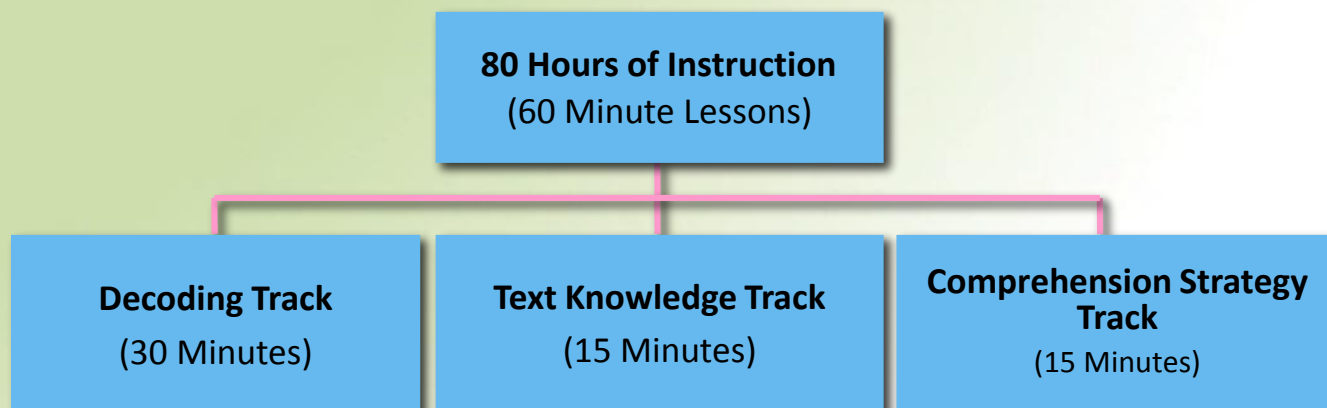 80 Hours of Instruction
(60 Minute Lessons)
Decoding Track
(30 Minutes)
Text Knowledge Track
(15 Minutes)
Comprehension Strategy
Track
(15 Minutes)